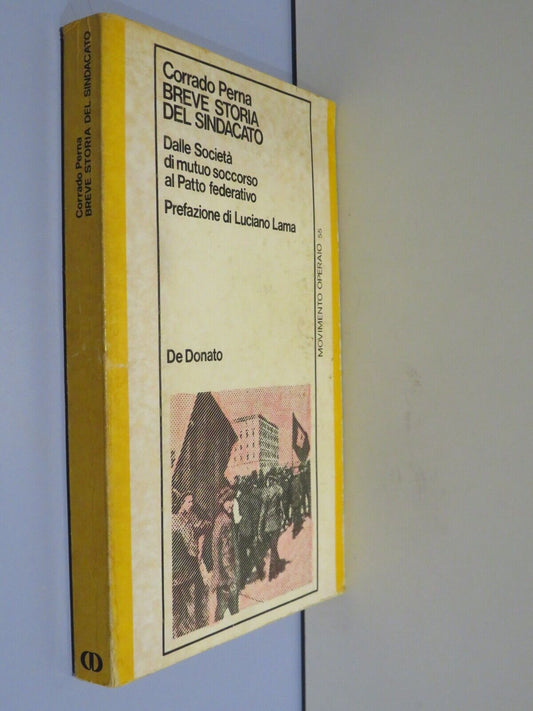 Corrado Perna
BREVE STORIA
DEL SINDACATO
Dalle Società
di mutuo soccorso
al Patto federativo
Prefazione di Luciano Lama
De Donato
MOVIMENTO OPERAIO 55
Corrado Perna
BREVE STORIA DEL SINDACATO